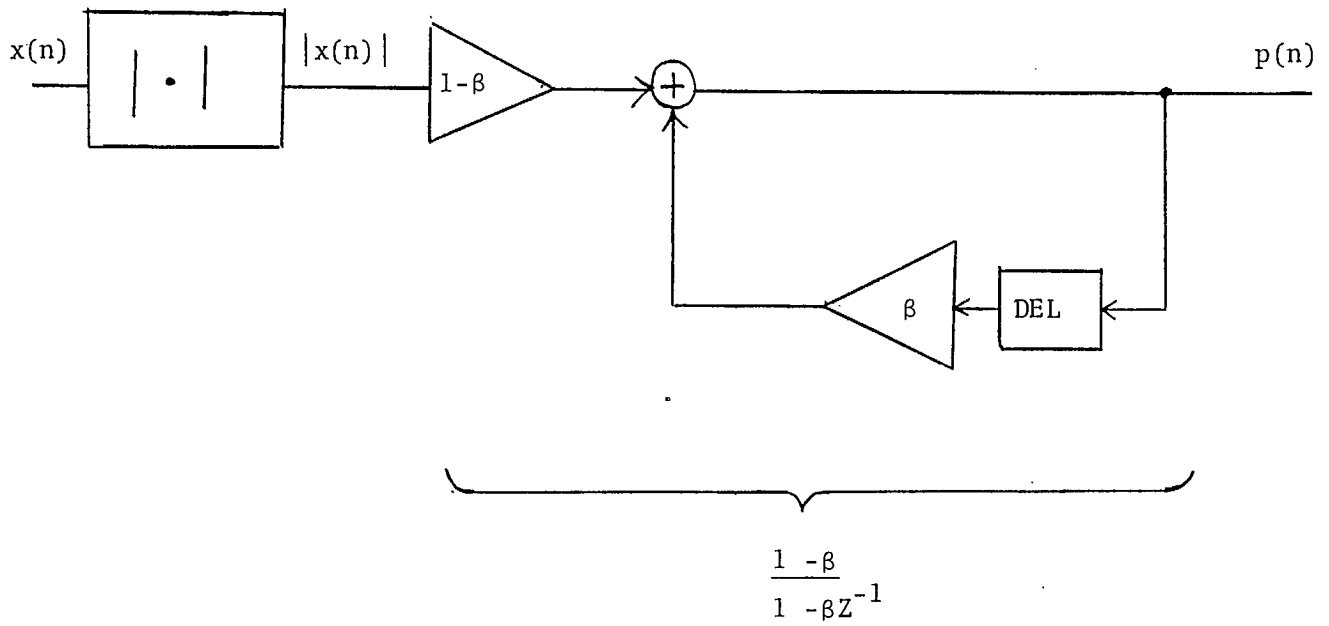 x(n)
| • |
|x(n)|
1-β
+
p(n)
β
DEL
1 -β
1 -βZ⁻¹